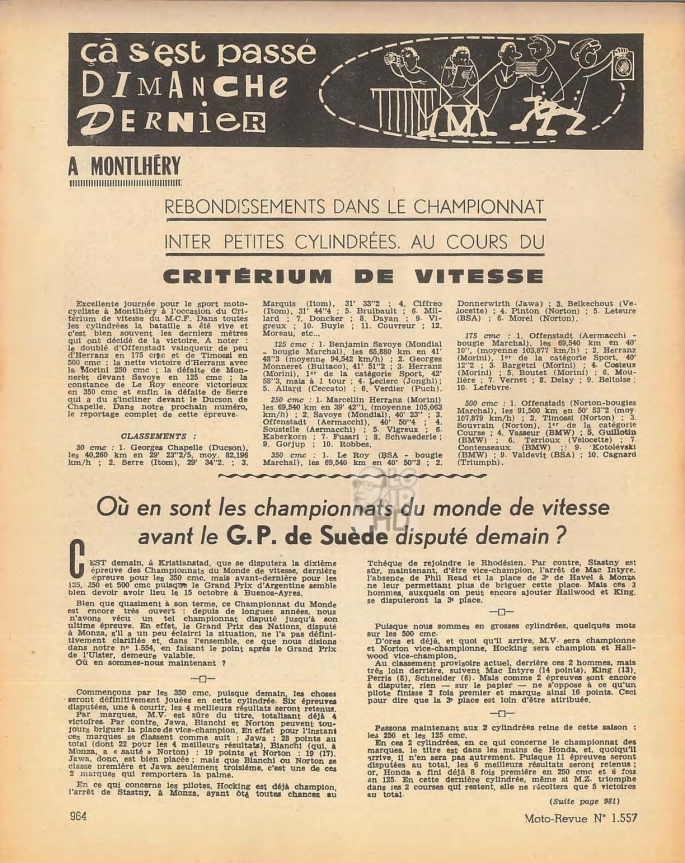 çà s'est passé
DIMANCHE
DERNIER
A MONTLHÉRY
REBONDISSEMENTS DANS LE CHAMPIONNAT
INTER PETITES CYLINDRÉES. AU COURS DU
CRITÉRIUM DE VITESSE
Excellente journée pour le sport moto-
cycliste à Montlhéry à l'occasion du Cri-
térium de vitesse du M.C.F. Dans toutes
les cylindrées la bataille a été vive et
c'est bien souvent les derniers mètres
qui ont décidé de la victoire. A noter :
le doublé d'Offenstadt vainqueur de peu
d'Herranz en 175 cmc et de Timossi en
500 cmc ; la nette victoire d'Herranz avec
la Morini 250 cmc ; la défaite de Mon-
neret devant Savoye en 125 cmc ; la
constance de Le Roy encore victorieux
en 350 cmc et enfin la défaite de Serre
qui a du s'incliner devant le Ducson de
Chapelle. Dans notre prochain numéro,
le reportage complet de cette épreuve.
CLASSEMENTS :
50 cmc : 1. Georges Chapelle (Ducson),
les 40,260 km en 29' 23''2/5, moy. 82,196
km/h ; 2. Serre (Itom), 29' 34''2. ; 3.
Marquis (Itom), 31' 33''2 ; 4. Ciffreo
(Itom), 31' 44''4 ; 5. Brulbault ; 6. Mil-
lard ; 7. Doncker ; 8. Dayan ; 9. Vi-
greux ; 10. Buyle ; 11. Couvreur ; 12.
Moreau, etc...
125 cmc : 1. Benjamin Savoye (Mondial
- bougie Marchal), les 65,880 km en 41'
48''3 (moyenne 94,542 km/h) ; 2. Georges
Monneret (Bultaco), 41' 51''2 ; 3. Herranz
(Morini), 1er de la catégorie Sport, 42'
58''3, mais à 1 tour ; 4. Leclerc (Jonghi) ;
5. Allard (Ceccato) ; 6. Verdier (Puch).
250 cmc : 1. Marcellin Herranz (Morini)
les 69,540 km en 39' 42''1, (moyenne 105,063
km/h) ; 2. Savoye (Mondial), 40' 23'' ; 3.
Offenstadt (Aermacchi), 40' 50''4 ; 4.
Soustelle (Aermacchi) ; 5. Vigreux ; 6.
Kaberkorn ; 7. Fusari ; 8. Schwaederle ;
9. Gorjup ; 10. Robbes.
350 cmc : 1. Le Roy (BSA - bougie
Marchal), les 69,540 km en 40' 50''3 ; 2.
Donnerwirth (Jawa) ; 3. Belkechout (Ve-
locette) ; 4. Pinton (Norton) ; 5. Leteure
(BSA) ; 6. Morel (Norton).
175 cmc : 1. Offenstadt (Aermacchi -
bougie Marchal), les 69,540 km en 40'
10'', (moyenne 103,877 km/h) ; 2. Herranz
(Morini), 1er de la catégorie Sport, 40'
12''2 ; 3. Bargetzi (Morini) ; 4. Costeux
(Morini) ; 5. Boutet (Morini) ; 6. Mou-
lière ; 7. Vernet ; 8. Delay ; 9. Beltoise :
10. Lefebvre.
500 cmc : 1. Offenstadt (Norton-bougies
Marchal), les 91,500 km en 50' 53''2 (moy
107,879 km/h) ; 2. Timossi (Norton) ; 3.
Souvrain (Norton), 1er de la catégorie
Course ; 4. Vasseur (BMW) ; 5. Guillotin
(BMW) ; 6. Terrioux (Velocette) ; 7.
Contenseaux (BMW) ; 9. Kotolevski
(BMW) ; 9. Valdevit (BSA) ; 10. Cagnard
(Triumph).
Où en sont les championnats du monde de vitesse
avant le G.P. de Suède disputé demain ?
C'EST demain, à Kristianstad, que se disputera la dixième
épreuve des Championnats du Monde de vitesse, dernière
épreuve pour les 350 cmc, mais avant-dernière pour les
125, 250 et 500 cmc puisque le Grand Prix d'Argentine semble
bien devoir avoir lieu le 15 octobre à Buenos-Ayres.
Bien que quasiment à son terme, ce Championnat du Monde
est encore très ouvert : depuis de longues années, nous
n'avons vécu un tel championnat disputé jusqu'à son
ultime épreuve. En effet, le Grand Prix des Nations, disputé
à Monza, s'il a un peu éclairci la situation, ne l'a pas défini-
tivement clarifiée et, dans l'ensemble, ce que nous disions
dans notre n° 1.554, en faisant le point après le Grand Prix
de l'Ulster, demeure valable.
Où en sommes-nous maintenant ?
Commençons par les 350 cmc, puisque demain, les choses
seront définitivement jouées en cette cylindrée. Six épreuves
disputées, une à courir, les 4 meilleurs résultats seront retenus.
Par marques, M.V. est sûre du titre, totalisant déjà 4
victoires. Par contre, Jawa, Bianchi et Norton peuvent tou-
jours briguer la place de vice-champion. En effet pour l'instant
ces marques se classent comme suit : Jawa : 28 points au
total (dont 22 pour les 4 meilleurs résultats), Bianchi (qui, à
Monza, a « sauté » Norton) : 19 points et Norton : 19 (17).
Jawa, donc, est bien placée ; mais que Bianchi ou Norton se
classe première et Jawa seulement troisième, c'est une de ces
2 marques qui remportera la palme.
En ce qui concerne les pilotes, Hocking est déjà champion,
l'arrêt de Stastny, à Monza, ayant ôté toutes chances au
Tchèque de rejoindre le Rhodésien. Par contre, Stastny est
sûr, maintenant, d'être vice-champion, l'arrêt de Mac Intyre,
l'absence de Phil Read et la place de 3e de Havel à Monza
ne leur permettant plus de briguer cette place. Mais ces 3
hommes, auxquels on peut encore ajouter Hailwood et King,
se disputeront la 3e place.
Puisque nous sommes en grosses cylindrées, quelques mots
sur les 500 cmc.
D'ores et déjà, et quoi qu'il arrive, M.V. sera championne
et Norton vice-championne, Hocking sera champion et Hail-
wood vice-champion.
Au classement provisoire actuel, derrière ces 2 hommes, mais
très loin derrière, suivent Mac Intyre (14 points), King (13),
Perris (8), Schneider (6). Mais comme 2 épreuves sont encore
à disputer, rien — sur le papier — ne s'oppose à ce qu'un
pilote finisse 2 fois premier et marque ainsi 16 points. Ceci
pour dire que la 3e place est loin d'être attribuée.
Passons maintenant aux 2 cylindrées reine de cette saison :
les 250 et les 125 cmc.
En ces 2 cylindrées, en ce qui concerne le championnat des
marques, le titre est dans les mains de Honda, et, quoiqu'il
arrive, il n'en sera pas autrement. Puisque 11 épreuves seront
disputées au total, les 6 meilleurs résultats seront retenus ;
or, Honda a fini déjà 8 fois première en 250 cmc et 6 fois
en 125. En cette dernière cylindrée, même si M.Z. triomphe
dans les 2 courses qui restent, elle ne récoltera que 5 victoires
au total.
(Suite page 981)
964
Moto-Revue N° 1.557